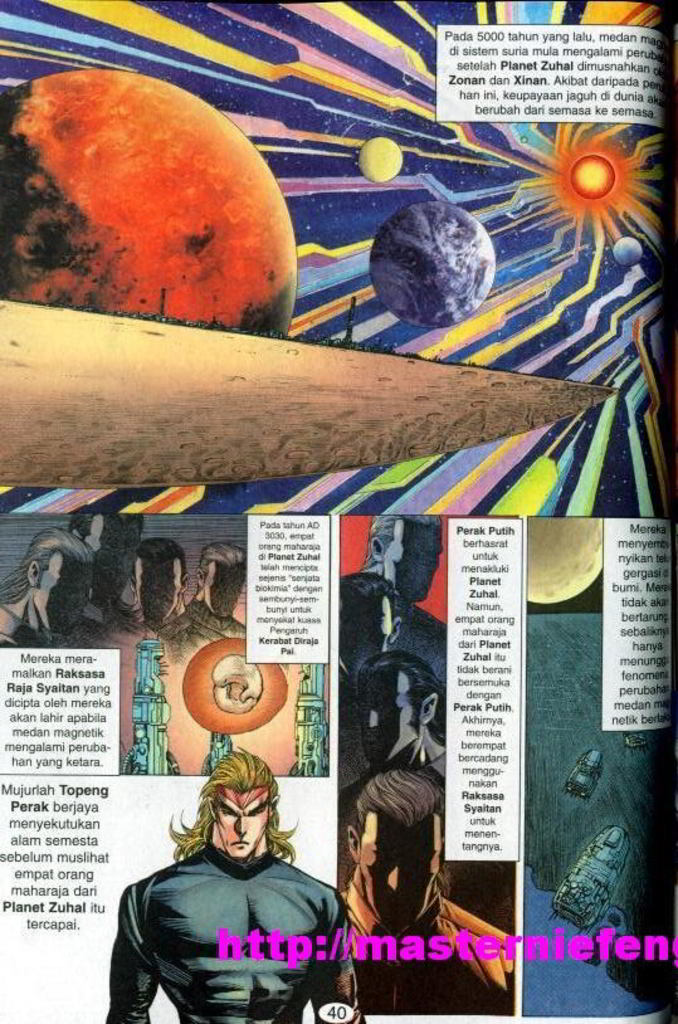 Pada 5000 tahun yang lalu, medan
di sistem suria mula mengalami
setelah Planet Zuhal dimusnahkan
Zonan dan Xinan. Akibat daripada
han ini, keupayaan jaguh di dunia
berubah dari semasa ke semasa.
Pada tahun AD
3030, empat
orang maharaja
di Planet Zuhal
telah mencipta
sejenis "senjata
biokimia" dengan
sembunyi-sem-
bunyi untuk
menyekat
Pengaruh
Kerabat Diraja
Pai.
Mereka mera-
malkan Raksasa
Raja Syaitan yang
dicipta oleh mereka
akan lahir apabila
medan magnetik
mengalami peruba-
han yang ketara.
Perak Putih
berhasrat
untuk
menakluki
Planet
Zuhal.
Namun,
empat orang
maharaja
dari Planet
Zuhal itu
tidak berani
bersemuka
dengan
Perak Putih.
Akhirnya,
mereka
berempat
bercadang
menggu-
nakan
Raksasa
Syaitan
untuk
menen-
tangnya.
Mereka
nyikan telur
gergasi di
bumi. Mereka
tidak akan
bertarung
sebaliknya
hanya
fenomena
medan
Mujurlah Topeng
Perak berjaya
menyekutukan
alam semesta
sebelum muslihat
empat orang
maharaja dari
Planet Zuhal itu
tercapai.
http://masterniefeng
40